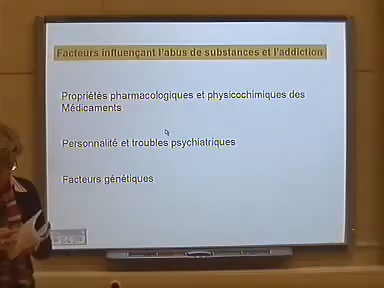 Facteurs influençant l'abus de substances et l'addiction
Propriétés pharmacologiques et physicochimiques des
Médicaments
Personnalité et troubles psychiatriques
Facteurs génétiques